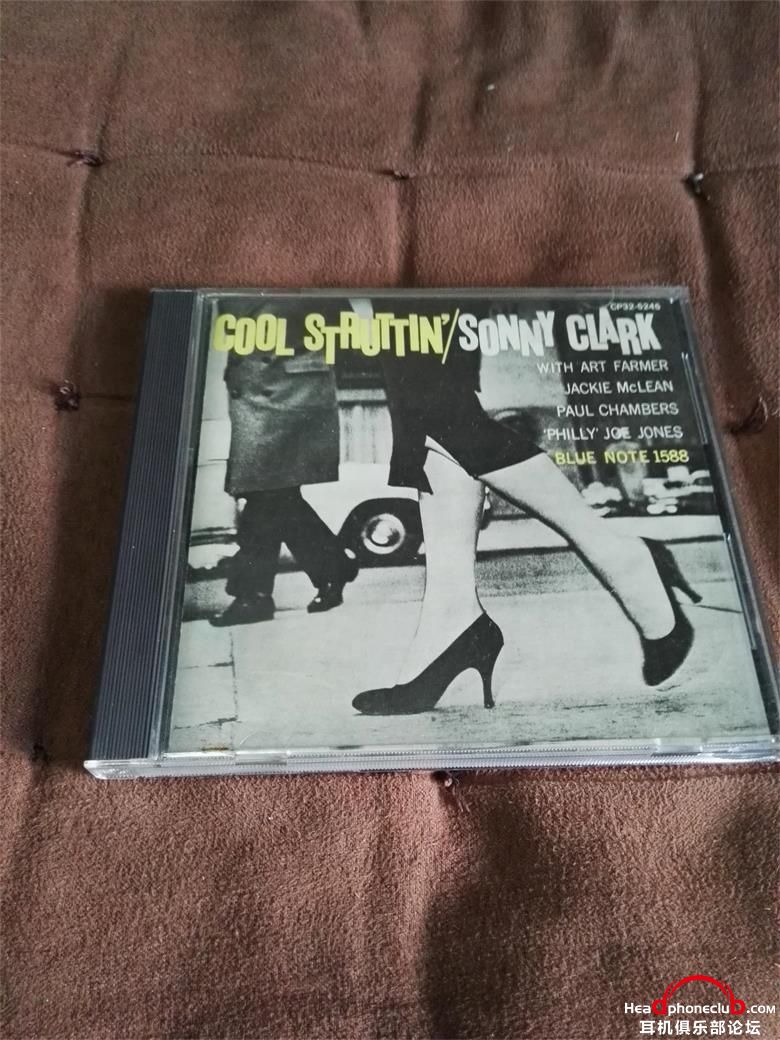 CP32-5245
COOL STRUTTIN'/SONNY CLARK
WITH ART FARMER
JACKIE McLEAN
PAUL CHAMBERS
'PHILLY' JOE JONES
BLUE NOTE 1588
Headphoneclub.COM
耳机俱乐部论坛